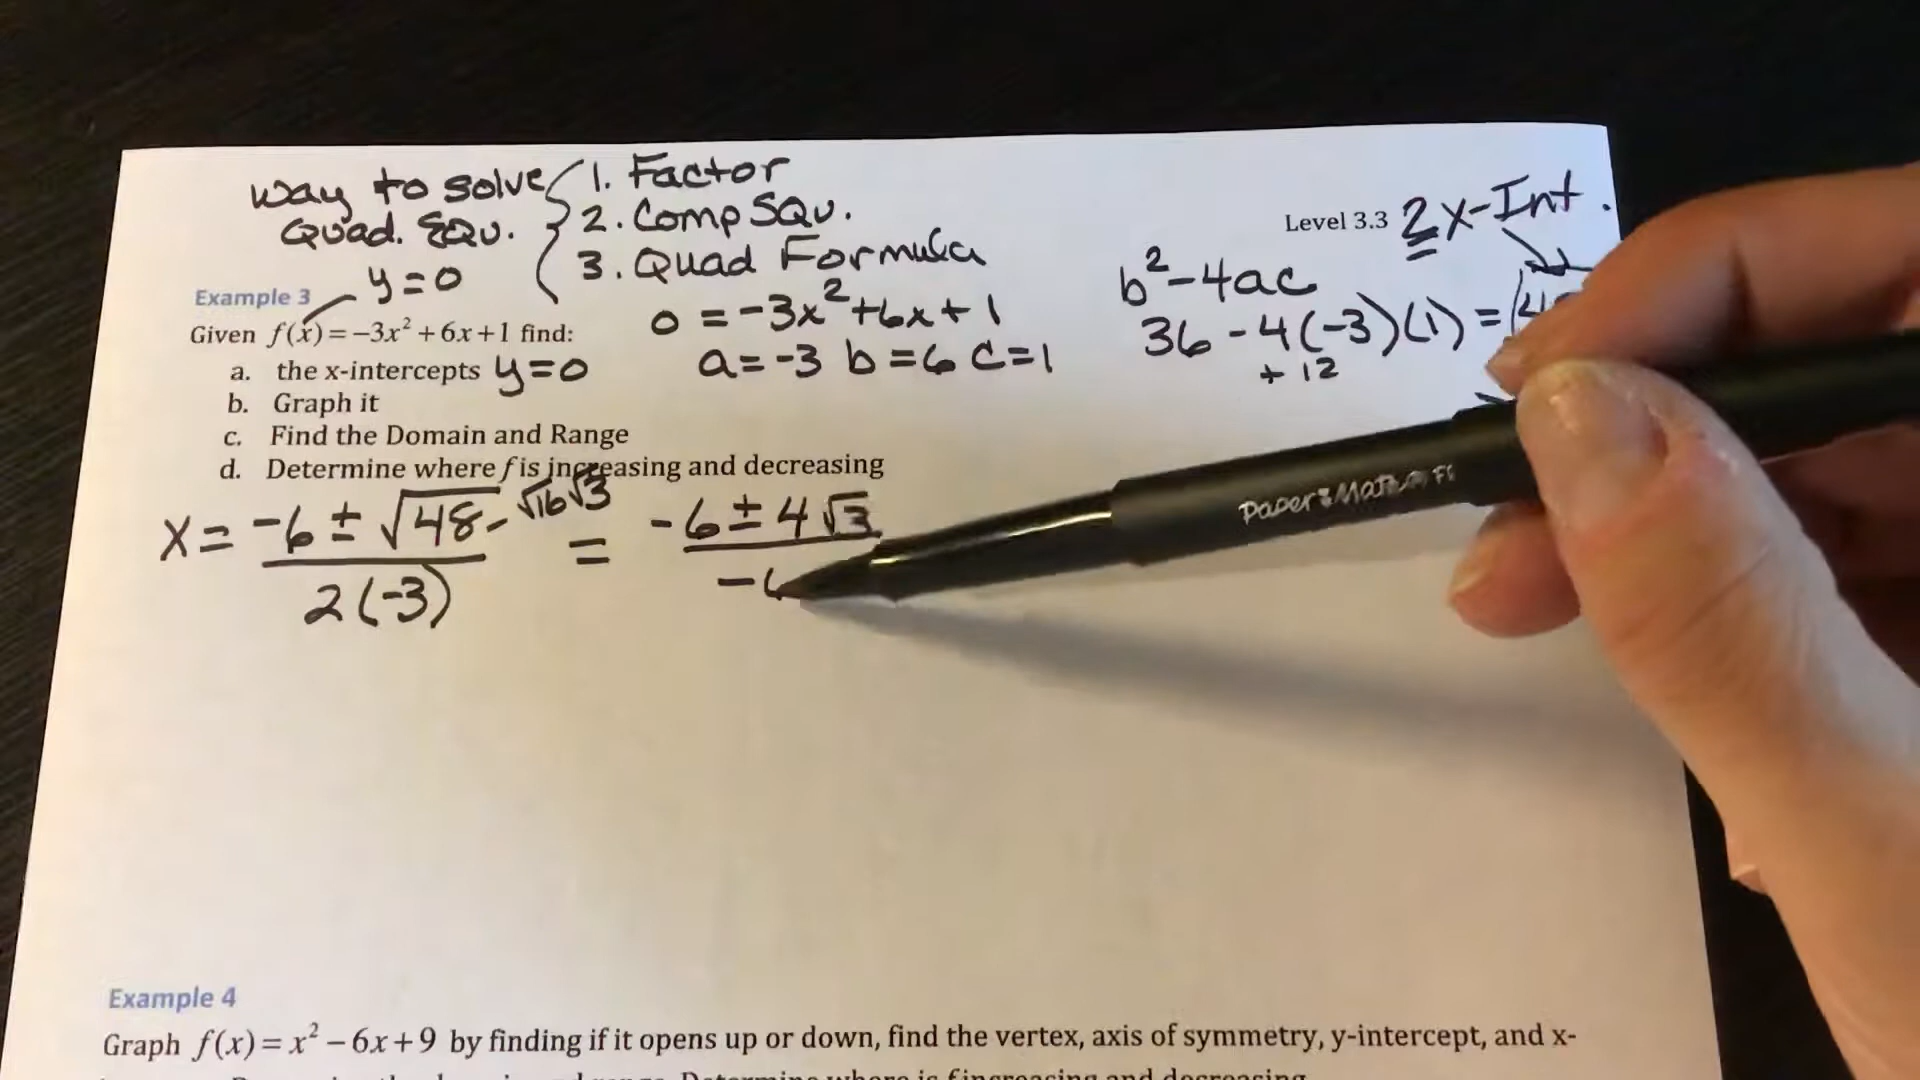 Way to solve 1. Factor
Quad. Equ. 2. Comp Squ.
3. Quad Formula
Level 3.3 2 x-Int.
y=0
b²-4ac
Example 3
0 = -3x²+6x+1
36 - 4(-3)(1) =
Given f(x) = −3x² + 6x + 1 find:
a = -3 b = 6 c = 1
+ 12
a. the x-intercepts y=0
b. Graph it
c. Find the Domain and Range
d. Determine where f is increasing and decreasing
√16 √3
x = -6 ± √48 / 2(-3) = -6 ± 4√3 / -6
Example 4
Graph f(x) = x² − 6x + 9 by finding if it opens up or down, find the vertex, axis of symmetry, y-intercept, and x-